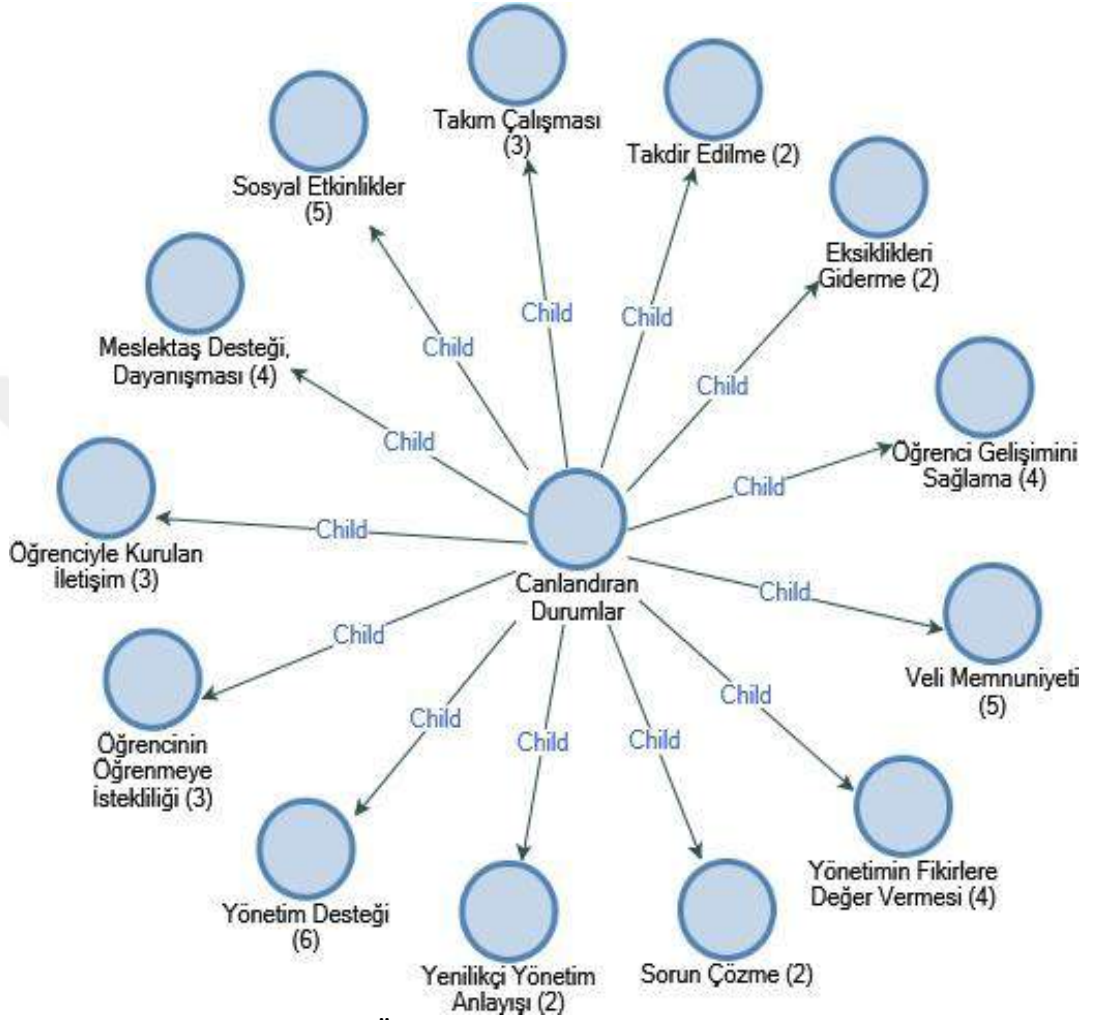 Takım Çalışması
(3)
Takdir Edilme (2)
Sosyal Etkinlikler
(5)
Eksiklikleri
Giderme (2)
Meslektaş Desteği,
Dayanışması (4)
Öğrenci Gelişimini
Sağlama (4)
Öğrenciyle Kurulan
İletişim (3)
Canlandıran
Durumlar
Veli Memnuniyeti
(5)
Öğrencinin
Öğrenmeye
İstekliliği (3)
Yönetimin Fikirlere
Değer Vermesi (4)
Yönetim Desteği
(6)
Yenilikçi Yönetim
Anlayışı (2)
Sorun Çözme (2)
Child
Child
Child
Child
Child
Child
Child
Child
Child
Child
Child
Child
Child